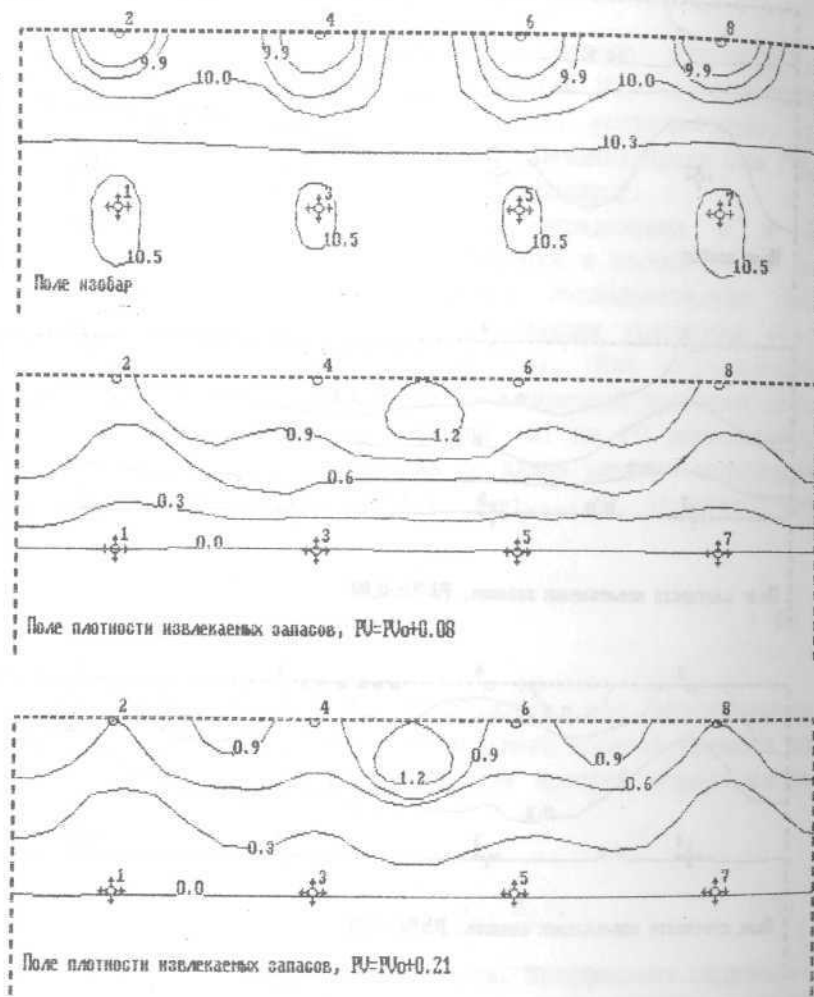 2 4 6 8
9.9 9.9 9.9 9.9
10.0 10.0
10.3
1 3 5 7
10.5 10.5 10.5 10.5
Поле изобар
2 4 6 8
0.9 1.2 0.9
0.6
0.3
1 0.0 3 5 7
Поле плотности извлекаемых запасов, PV=PVo+0.08
2 4 6 8
0.9 0.9 0.9
1.2 0.6
0.3
1 0.0 3 5 7
Поле плотности извлекаемых запасов, PV=PVo+0.21